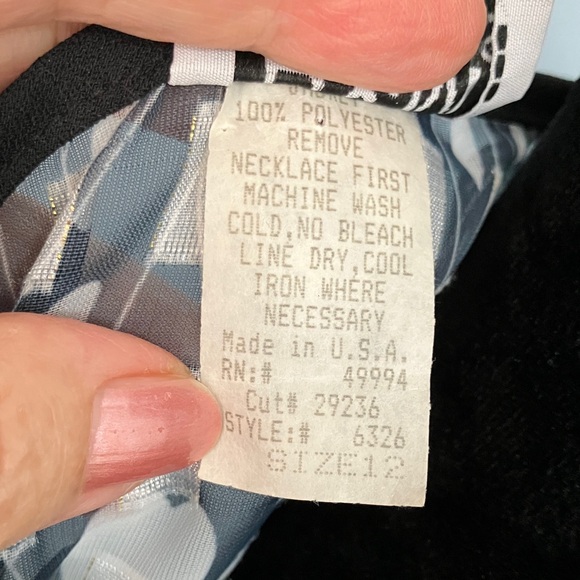 100% POLYESTER
REMOVE
NECKLACE FIRST
MACHINE WASH
COLD,NO BLEACH
LINE DRY,COOL
IRON WHERE
NECESSARY
Made in U.S.A.
RN:# 49994
Cut# 29236
STYLE:# 6326
SIZE12